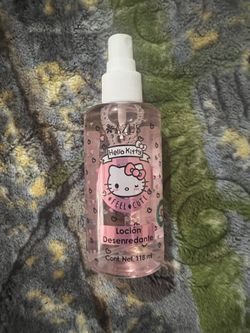 Hello Kitty
FEEL CUTE
Loción
Desenredante
Cont. Net. 118 ml